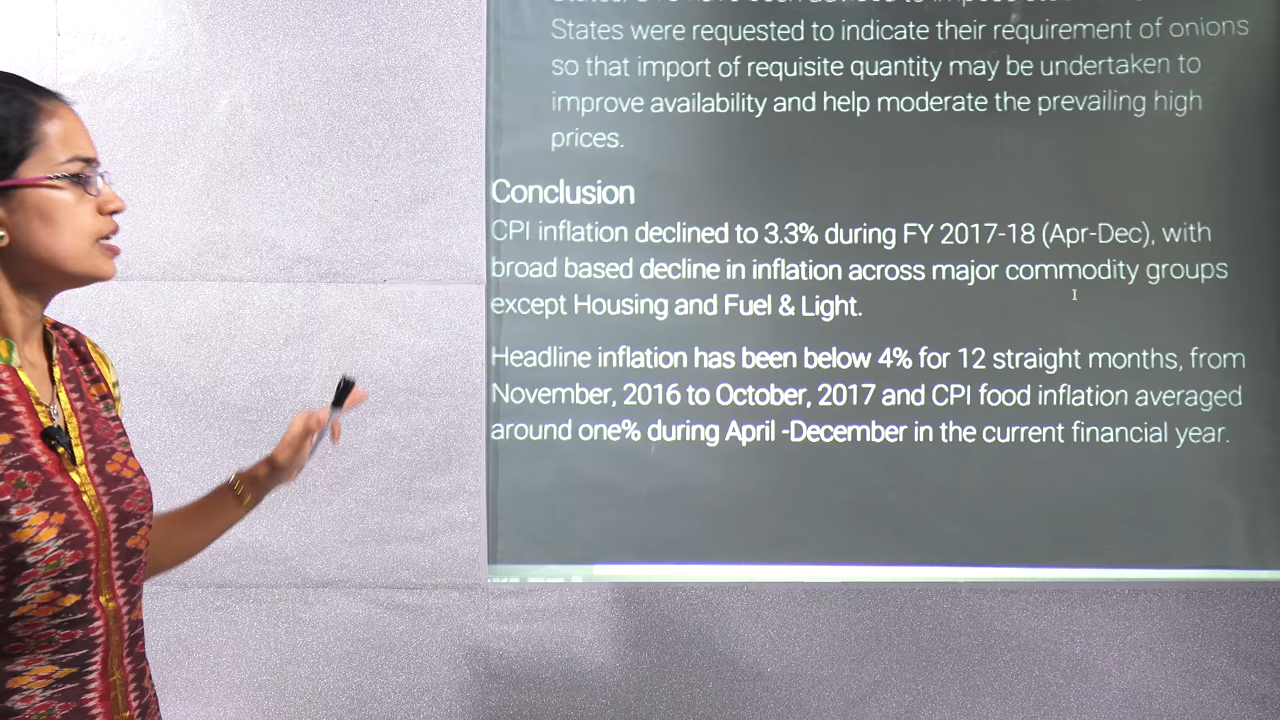 States were requested to indicate their requirement of onions
so that import of requisite quantity may be undertaken to
improve availability and help moderate the prevailing high
prices.
Conclusion
CPI inflation declined to 3.3% during FY 2017-18 (Apr-Dec), with
broad based decline in inflation across major commodity groups
except Housing and Fuel & Light.
Headline inflation has been below 4% for 12 straight months, from
November, 2016 to October, 2017 and CPI food inflation averaged
around one% during April -December in the current financial year.